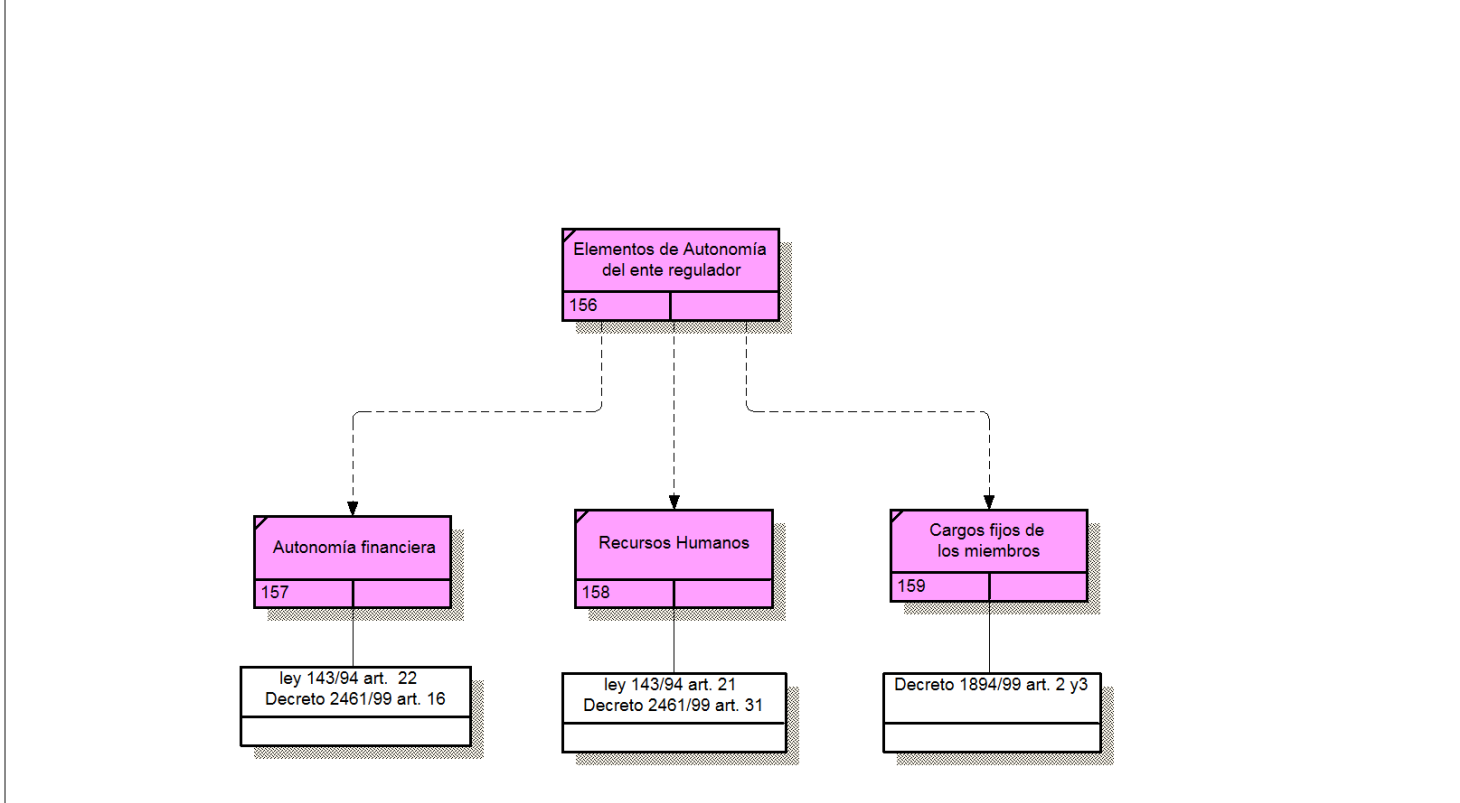 Elementos de Autonomía
del ente regulador
156
Autonomía financiera
157
Recursos Humanos
158
Cargos fijos de
los miembros
159
ley 143/94 art.  22
Decreto 2461/99 art. 16
ley 143/94 art. 21
Decreto 2461/99 art. 31
Decreto 1894/99 art. 2 y3